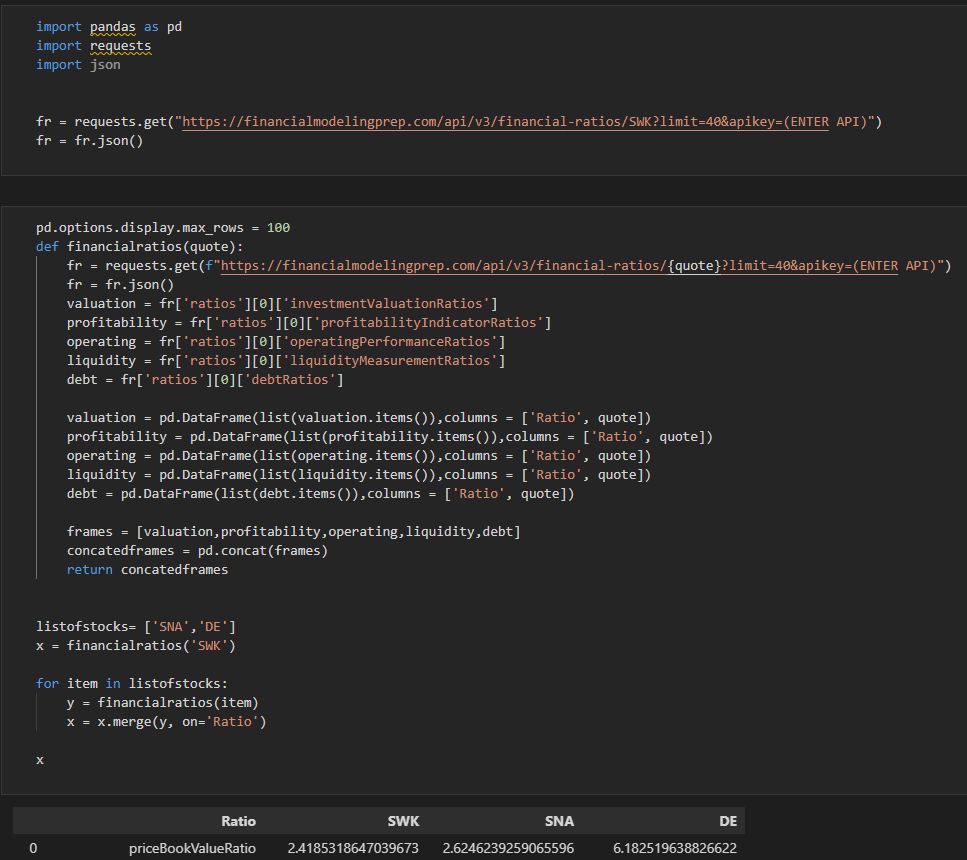 import pandas as pd
import requests
import json
fr = requests.get("https://financialmodelingprep.com/api/v3/financial-ratios/SWK?limit=40&apikey=(ENTER API)")
fr = fr.json()
pd.options.display.max_rows = 100
def financialratios(quote):
    fr = requests.get(f"https://financialmodelingprep.com/api/v3/financial-ratios/{quote}?limit=40&apikey=(ENTER API)")
    fr = fr.json()
    valuation = fr['ratios'][0]['investmentValuationRatios']
    profitability = fr['ratios'][0]['profitabilityIndicatorRatios']
    operating = fr['ratios'][0]['operatingPerformanceRatios']
    liquidity = fr['ratios'][0]['liquidityMeasurementRatios']
    debt = fr['ratios'][0]['debtRatios']
    valuation = pd.DataFrame(list(valuation.items()),columns = ['Ratio', quote])
    profitability = pd.DataFrame(list(profitability.items()),columns = ['Ratio', quote])
    operating = pd.DataFrame(list(operating.items()),columns = ['Ratio', quote])
    liquidity = pd.DataFrame(list(liquidity.items()),columns = ['Ratio', quote])
    debt = pd.DataFrame(list(debt.items()),columns = ['Ratio', quote])
    frames = [valuation,profitability,operating,liquidity,debt]
    concatedframes = pd.concat(frames)
    return concatedframes
listofstocks= ['SNA','DE']
x = financialratios('SWK')
for item in listofstocks:
    y = financialratios(item)
    x = x.merge(y, on='Ratio')
x
Ratio SWK SNA DE
0 priceBookValueRatio 2.4185318647039673 2.6246239259065596 6.182519638826622